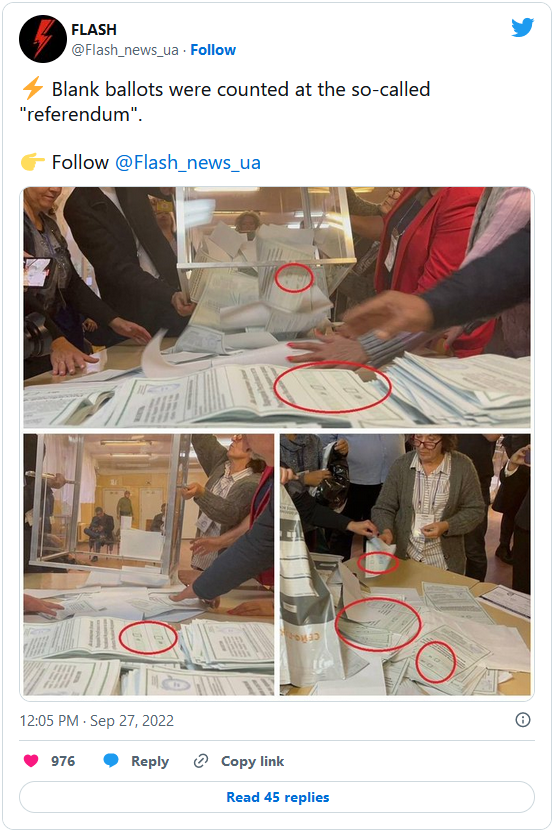 FLASH
@Flash_news_ua · Follow
⚡ Blank ballots were counted at the so-called
"referendum".
👉 Follow @Flash_news_ua
12:05 PM · Sep 27, 2022
976 Reply Copy link
Read 45 replies